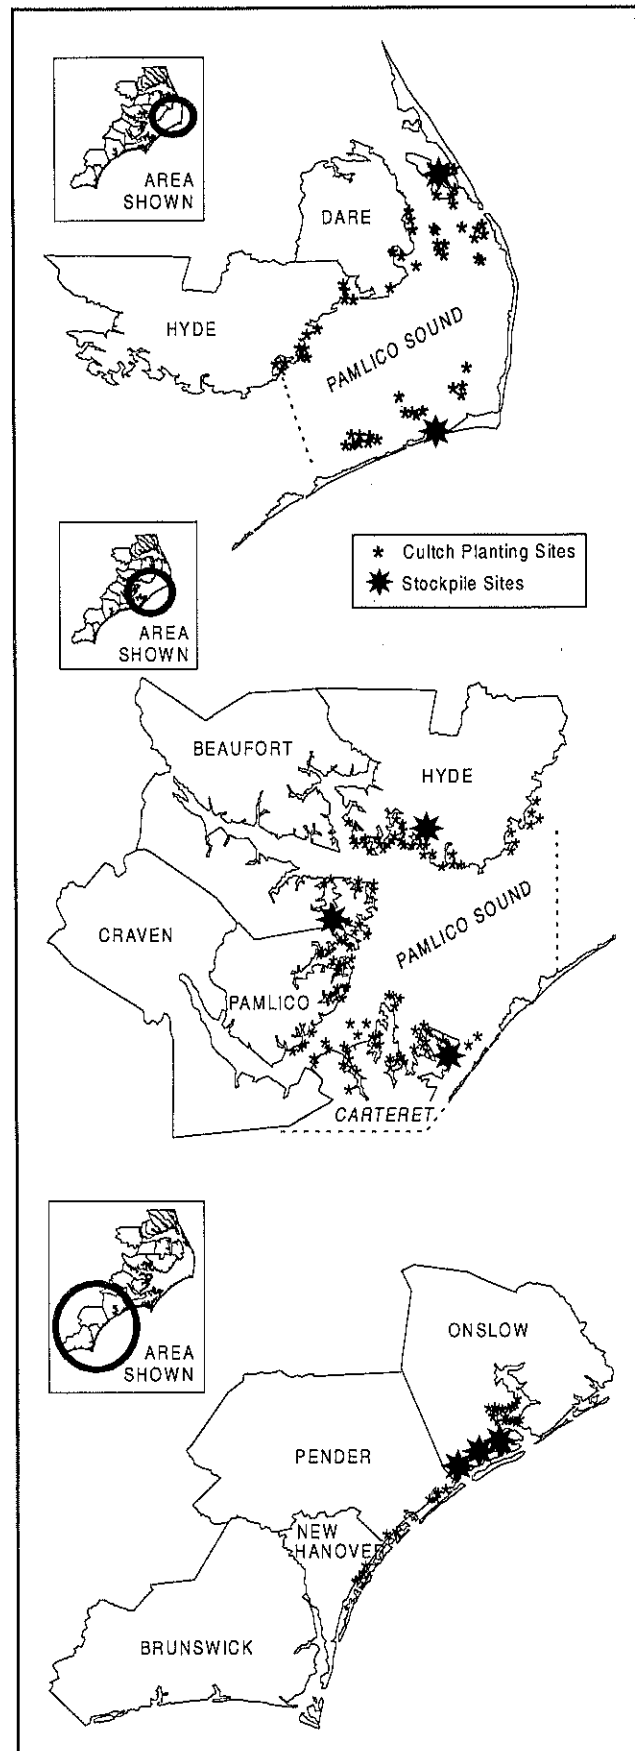 AREA
SHOWN
DARE
HYDE
PAMLICO SOUND
Cultch Planting Sites
Stockpile Sites
AREA
SHOWN
BEAUFORT
HYDE
CRAVEN
PAMLICO SOUND
PAMLICO
CARTERET
AREA
SHOWN
ONSLOW
PENDER
NEW
HANOVER
BRUNSWICK